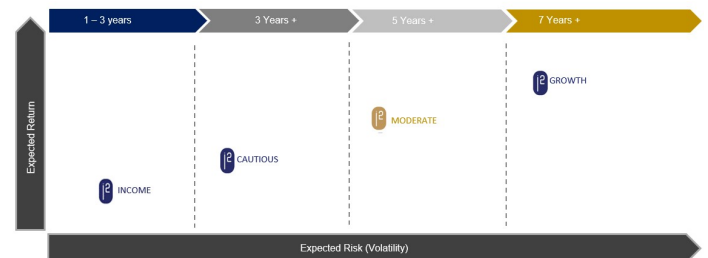 1 – 3 years
3 Years +
5 Years +
7 Years +
Expected Return
GROWTH
MODERATE
CAUTIOUS
INCOME
Expected Risk (Volatility)